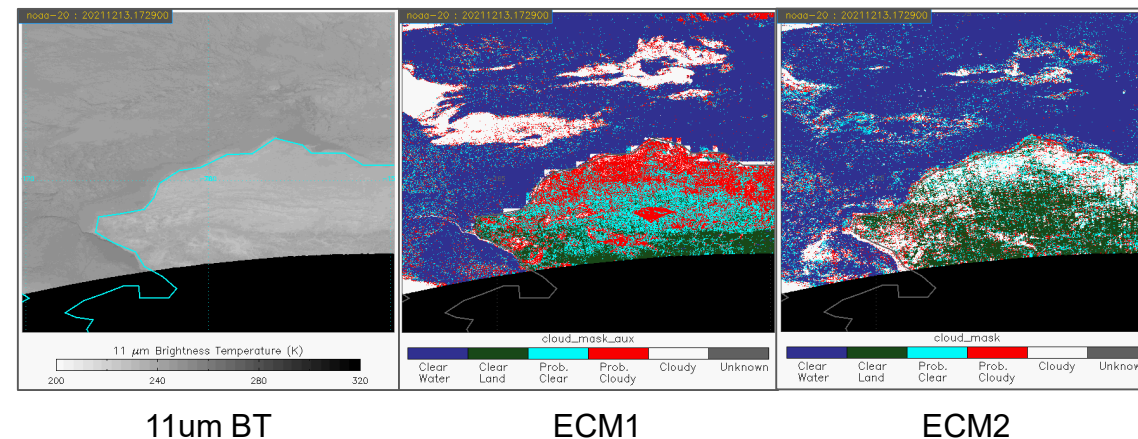 noaa-20 : 20211213.172900
noaa-20 : 20211213.172900
noaa-20 : 20211213.172900
11 μm Brightness Temperature (K)
200 240 280 320
cloud_mask_aux
Clear Water
Clear Land
Prob. Clear
Prob. Cloudy
Cloudy
Unknown
cloud_mask
Clear Water
Clear Land
Prob. Clear
Prob. Cloudy
Cloudy
Unknow
11um BT
ECM1
ECM2